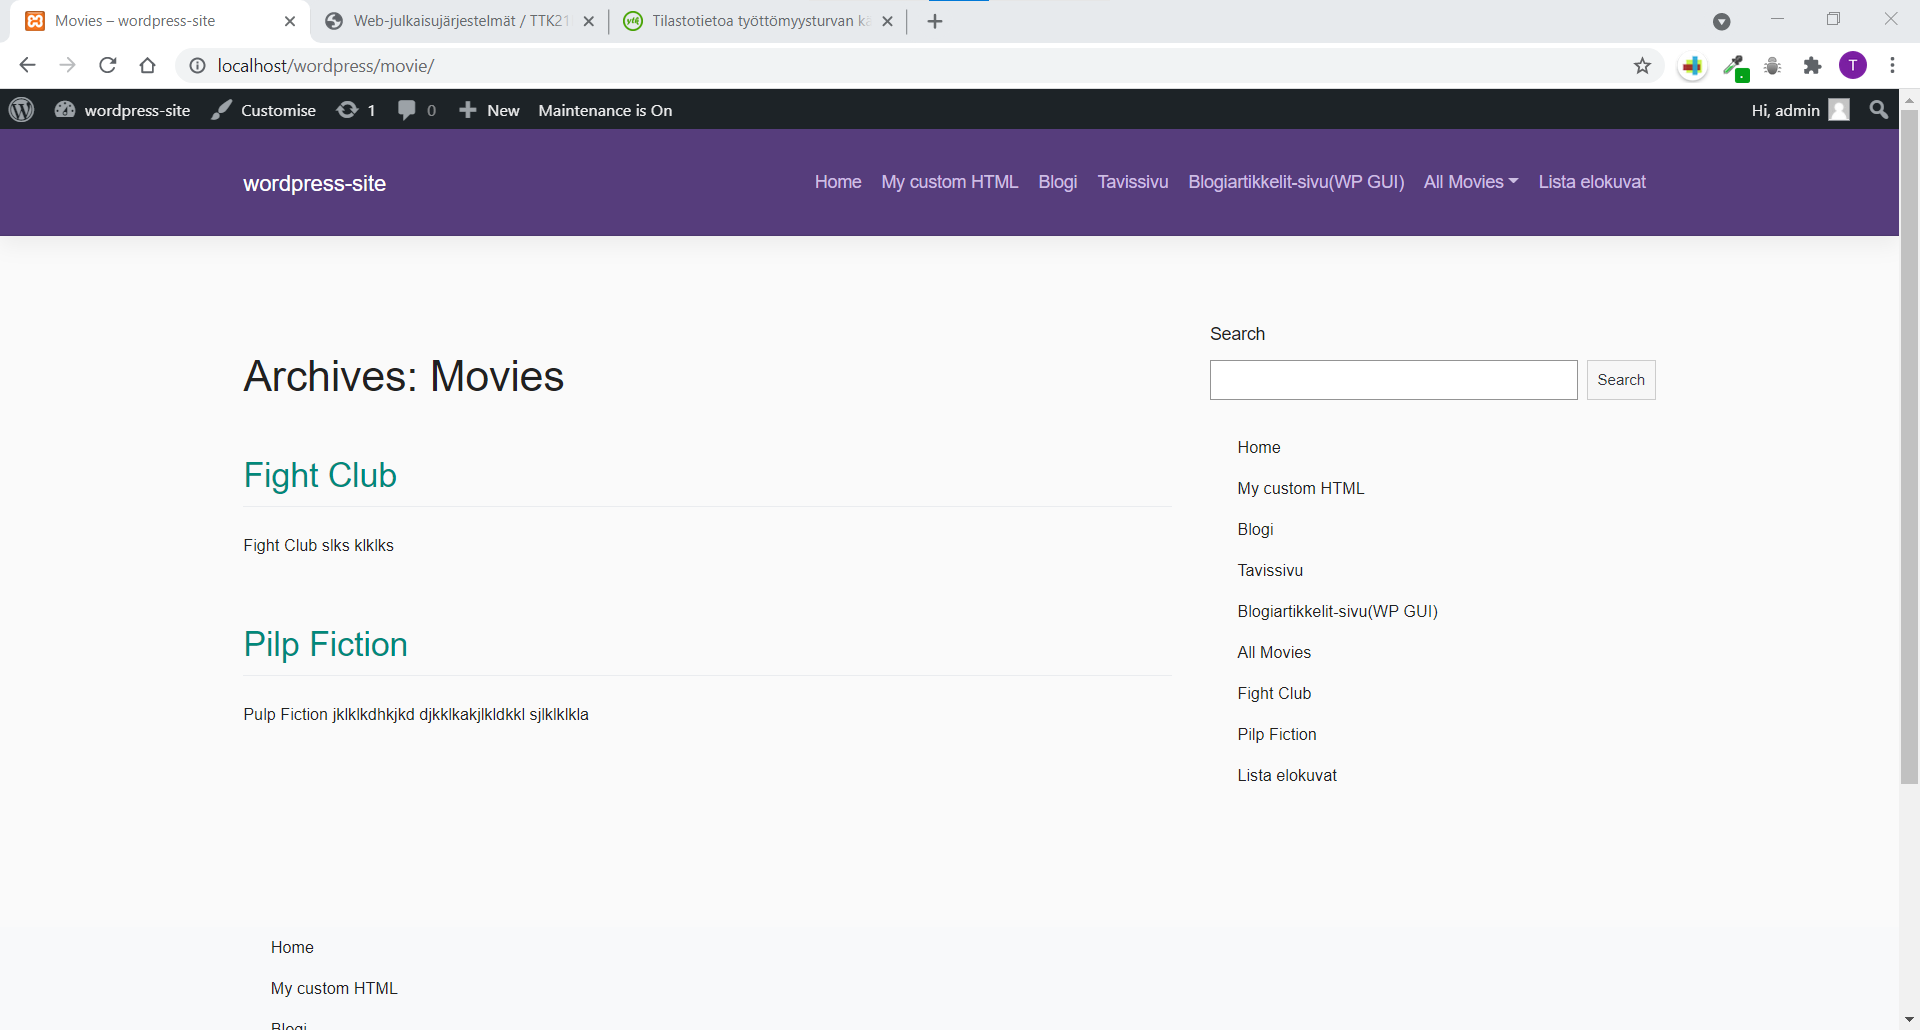 Movies – wordpress-site
Web-julkaisujärjestelmät / TTK21
Tilastotietoa työttömyysturvan
localhost/wordpress/movie/
T
wordpress-site
Customise
1
0
New
Maintenance is On
Hi, admin
wordpress-site
Home
My custom HTML
Blogi
Tavissivu
Blogiartikkelit-sivu(WP GUI)
All Movies
Lista elokuvat
Archives: Movies
Fight Club
Fight Club slks klklks
Pilp Fiction
Pulp Fiction jklklkdhkjkd djkklkakjlkldkkl sjlklklkla
Search
Search
Home
My custom HTML
Blogi
Tavissivu
Blogiartikkelit-sivu(WP GUI)
All Movies
Fight Club
Pilp Fiction
Lista elokuvat
Home
My custom HTML
Blogi